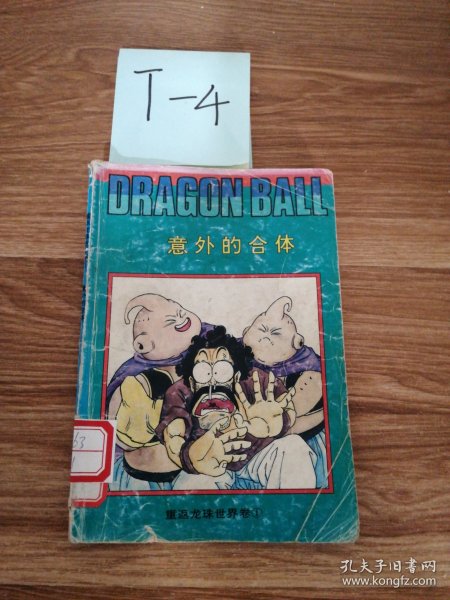 T-4
DRAGON BALL
意外的合体
重返龙珠世界卷①
孔夫子旧书网
www.kongfz.com